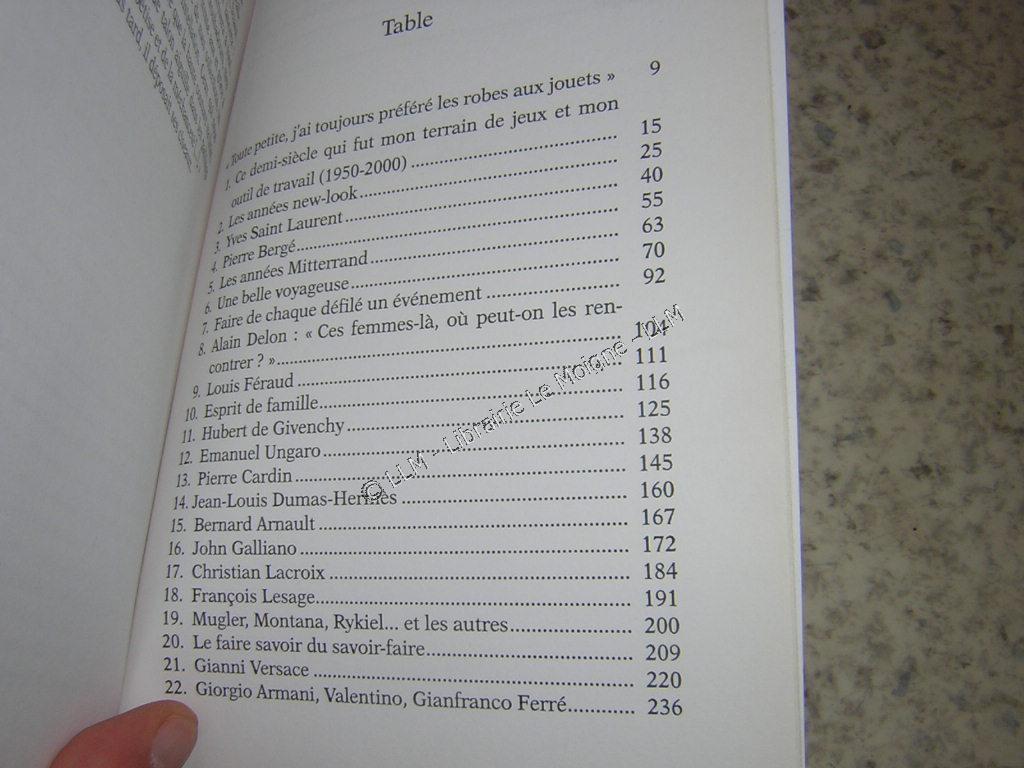 Table
« Toute petite, j'ai toujours préféré les robes aux jouets » 9
1. Ce demi-siècle qui fut mon terrain de jeux et mon
outil de travail (1950-2000) 15
2. Les années new-look 25
3. Yves Saint Laurent 40
4. Pierre Bergé 55
5. Les années Mitterrand 63
6. Une belle voyageuse 70
7. Faire de chaque défilé un événement 92
8. Alain Delon : « Ces femmes-là, où peut-on les ren-
contrer ? » 104
9. Louis Féraud 111
10. Esprit de famille 116
11. Hubert de Givenchy 125
12. Emanuel Ungaro 138
13. Pierre Cardin 145
14. Jean-Louis Dumas-Hermès 160
15. Bernard Arnault 167
16. John Galliano 172
17. Christian Lacroix 184
18. François Lesage 191
19. Mugler, Montana, Rykiel... et les autres 200
20. Le faire savoir du savoir-faire 209
21. Gianni Versace 220
22. Giorgio Armani, Valentino, Gianfranco Ferré 236
© LLM - Librairie Le Moigne - LLM